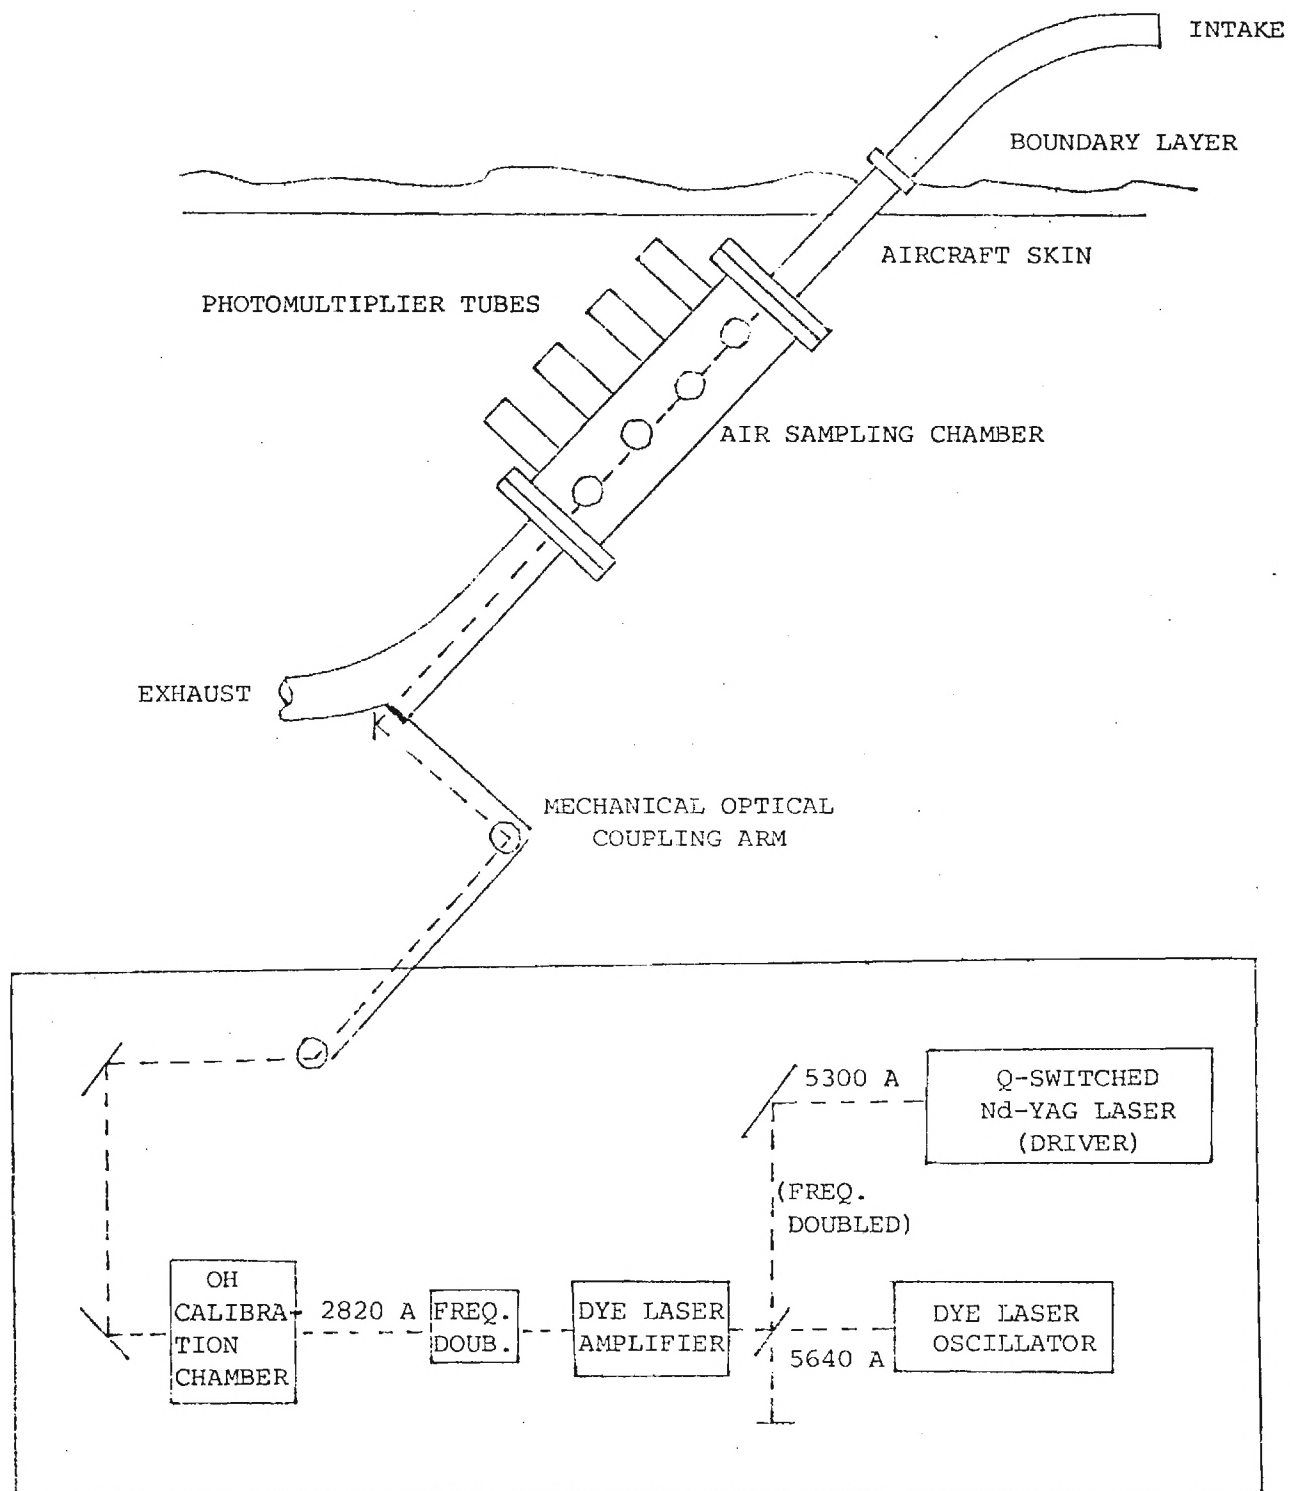 INTAKE
BOUNDARY LAYER
AIRCRAFT SKIN
PHOTOMULTIPLIER TUBES
AIR SAMPLING CHAMBER
EXHAUST
K
MECHANICAL OPTICAL
COUPLING ARM
5300 A
Q-SWITCHED
Nd-YAG LASER
(DRIVER)
(FREQ.
DOUBLED)
OH
CALIBRA-
TION
CHAMBER
2820 A
FREQ.
DOUB.
DYE LASER
AMPLIFIER
5640 A
DYE LASER
OSCILLATOR